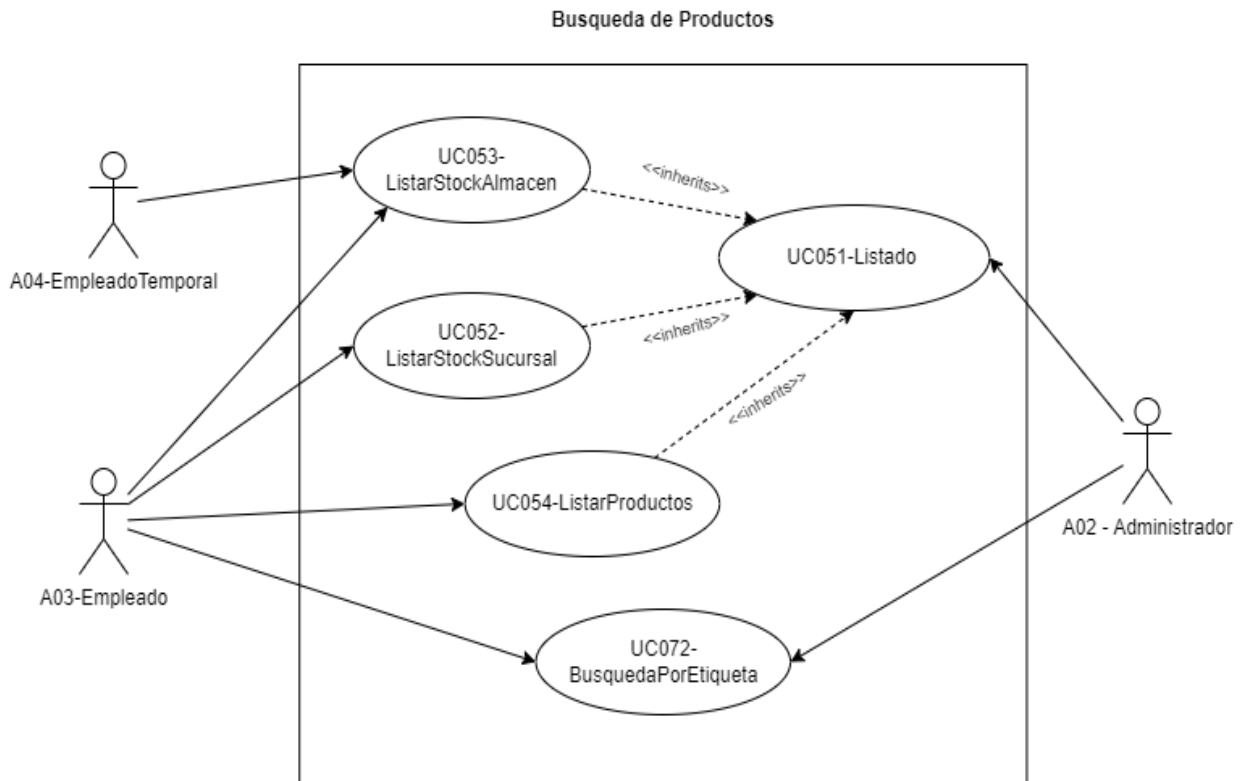 Busqueda de Productos
UC053-
ListarStockAlmacen
<<inherits>>
A04-EmpleadoTemporal
UC051-Listado
UC052-
ListarStockSucursal
<<inherits>>
<<inherits>>
UC054-ListarProductos
A02 - Administrador
A03-Empleado
UC072-
BusquedaPorEtiqueta